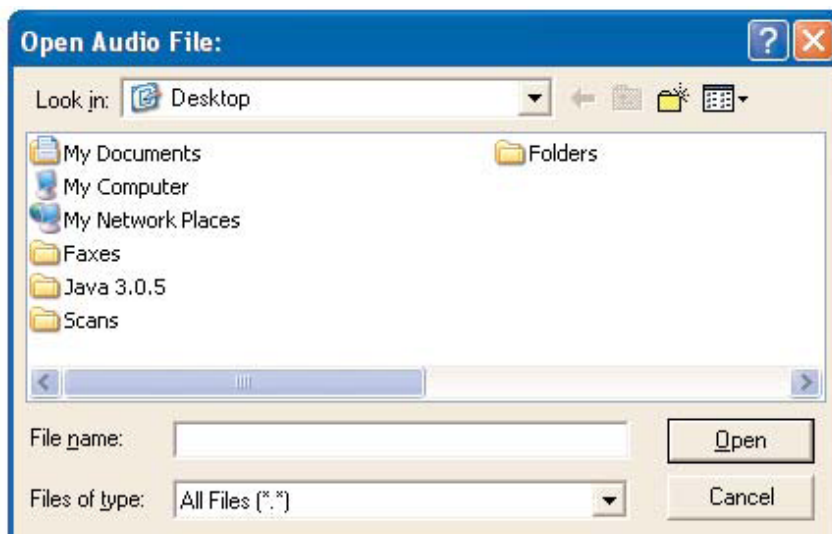 Open Audio File:
Look in: Desktop
My Documents
My Computer
My Network Places
Faxes
Java 3.0.5
Scans
Folders
File name:
Open
Files of type: All Files (*.*)
Cancel